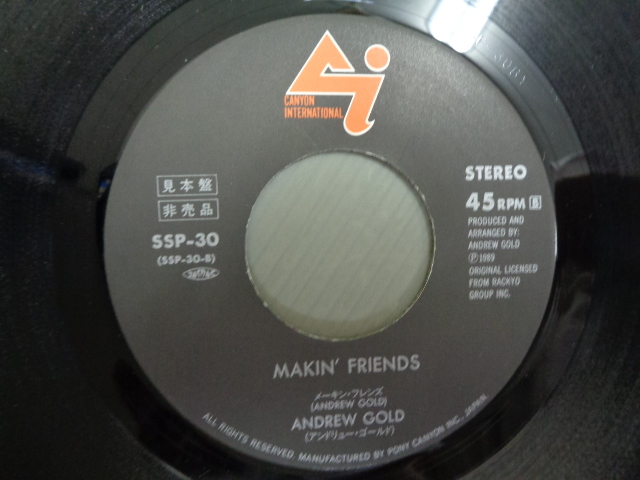 CANYON
INTERNATIONAL
見本盤
非売品
SSP-30
(SSP-30-B)
STEREO
45 RPM B
PRODUCED AND
ARRANGED BY:
ANDREW GOLD
Ⓟ 1989
ORIGINAL LICENSED
FROM RACKYO
GROUP INC.
MAKIN' FRIENDS
メーキン・フレンズ
(ANDREW GOLD)
ANDREW GOLD
(アンドリュー・ゴールド)
ALL RIGHTS RESERVED. MANUFACTURED BY PONY CANYON INC., JAPAN